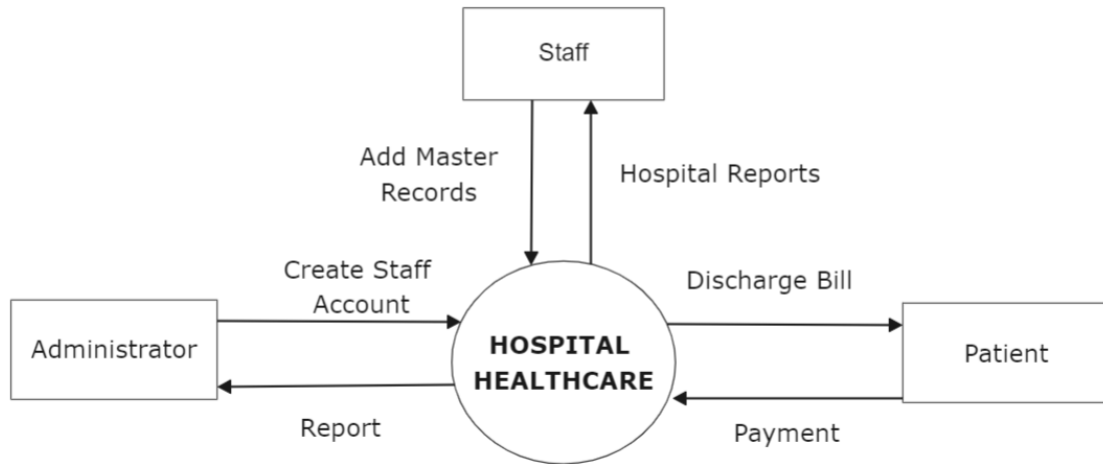 Staff
Add Master
Records
Hospital Reports
Create Staff
Account
Discharge Bill
Administrator
HOSPITAL
HEALTHCARE
Patient
Report
Payment